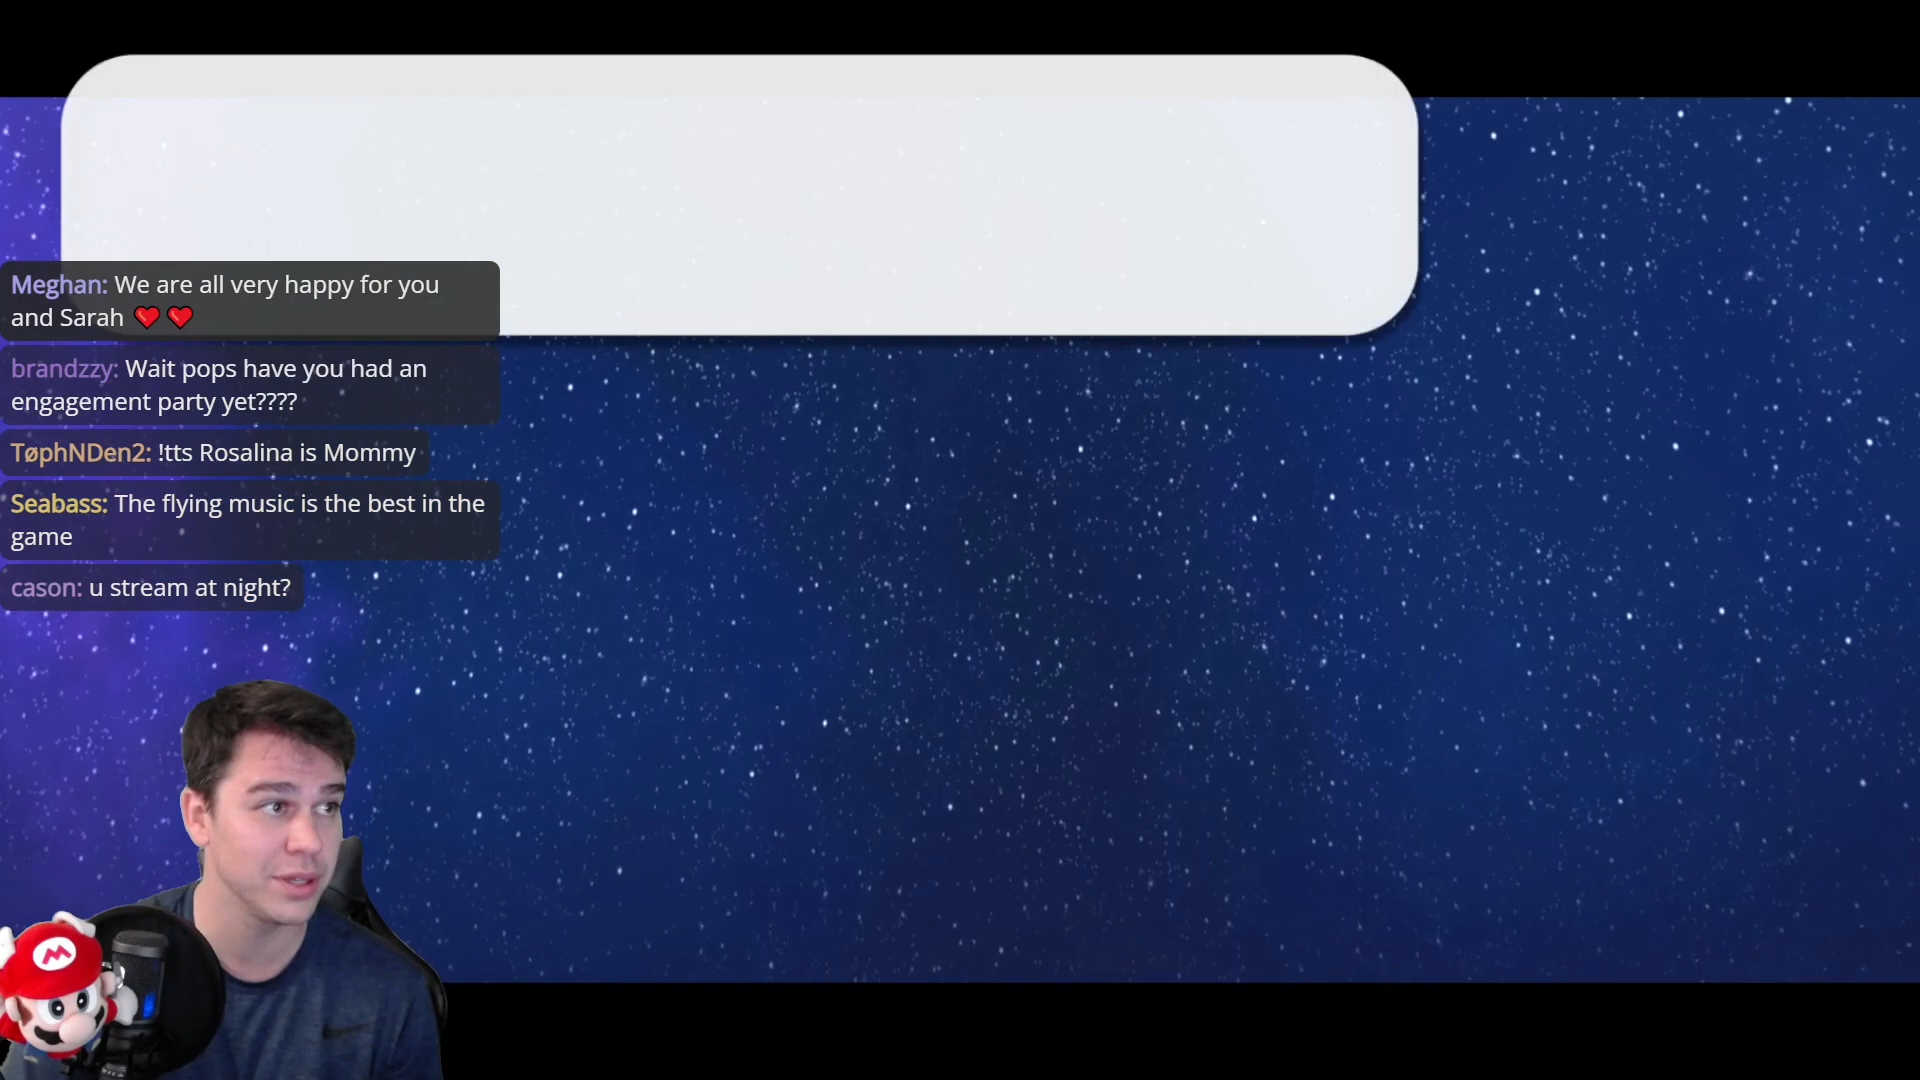 Meghan: We are all very happy for you
and Sarah ❤️ ❤️
brandzzy: Wait pops have you had an
engagement party yet????
TøphNDen2: !tts Rosalina is Mommy
Seabass: The flying music is the best in the
game
cason: u stream at night?
M